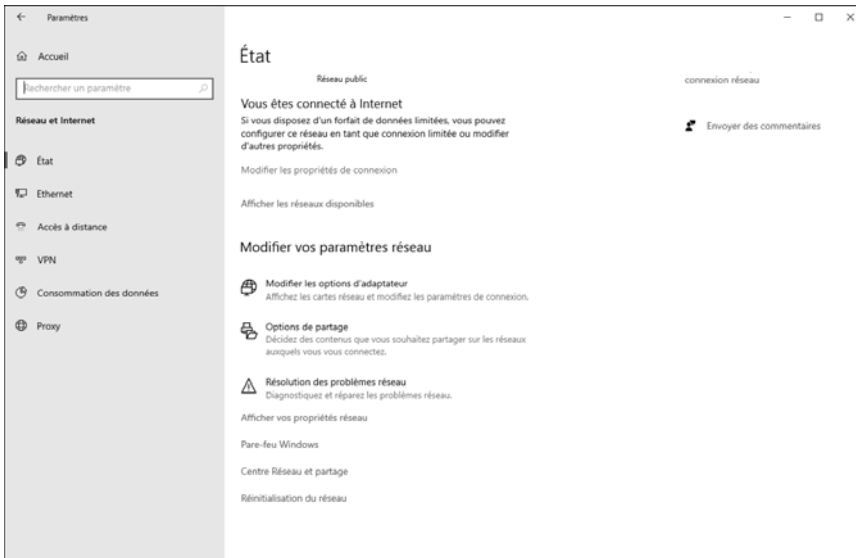 Paramètres
Accueil
Rechercher un paramètre
Réseau et Internet
État
Ethernet
Accès à distance
VPN
Consommation des données
Proxy
État
Réseau public
Vous êtes connecté à Internet
Si vous disposez d'un forfait de données limitées, vous pouvez
configurer ce réseau en tant que connexion limitée ou modifier
d'autres propriétés.
Modifier les propriétés de connexion
Afficher les réseaux disponibles
Modifier vos paramètres réseau
Modifier les options d'adaptateur
Affichez les cartes réseau et modifiez les paramètres de connexion.
Options de partage
Décidez des contenus que vous souhaitez partager sur les réseaux
auxquels vous vous connectez.
Résolution des problèmes réseau
Diagnostiquez et réparez les problèmes réseau.
Afficher vos propriétés réseau
Pare-feu Windows
Centre Réseau et partage
Réinitialisation du réseau
connexion réseau
Envoyer des commentaires